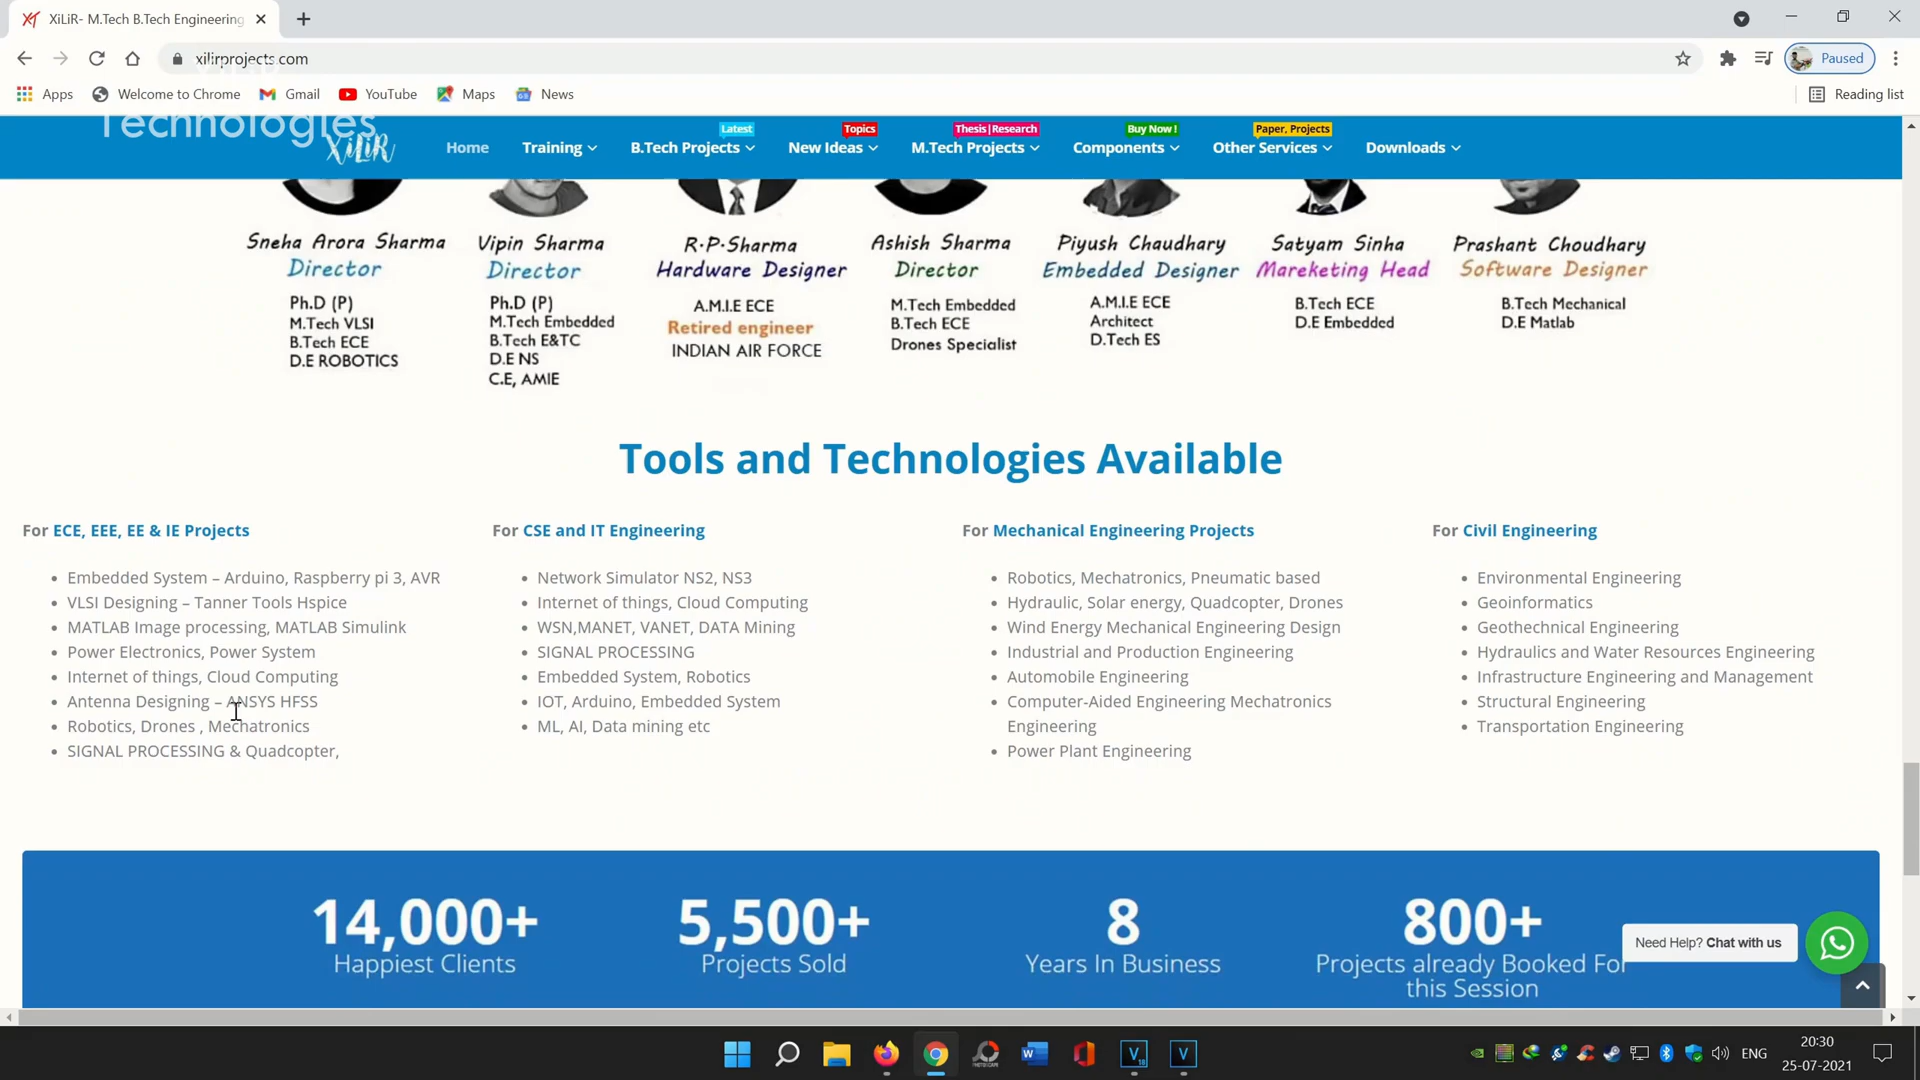 XiLiR- M.Tech B.Tech Engineering
xilirprojects.com
Paused
Apps
Welcome to Chrome
Gmail
YouTube
Maps
News
Reading list
Technologies
XiLiR
Latest
Topics
Thesis|Research
Buy Now !
Paper, Projects
Home
Training
B.Tech Projects
New Ideas
M.Tech Projects
Components
Other Services
Downloads
Sneha Arora Sharma
Director
Ph.D (P)
M.Tech VLSI
B.Tech ECE
D.E ROBOTICS
Vipin Sharma
Director
Ph.D (P)
M.Tech Embedded
B.Tech E&TC
D.E NS
C.E, AMIE
R.P.Sharma
Hardware Designer
A.M.I.E ECE
Retired engineer
INDIAN AIR FORCE
Ashish Sharma
Director
M.Tech Embedded
B.Tech ECE
Drones Specialist
Piyush Chaudhary
Embedded Designer
A.M.I.E ECE
Architect
D.Tech ES
Satyam Sinha
Mareketing Head
B.Tech ECE
D.E Embedded
Prashant Choudhary
Software Designer
B.Tech Mechanical
D.E Matlab
Tools and Technologies Available
For ECE, EEE, EE & IE Projects
Embedded System – Arduino, Raspberry pi 3, AVR
VLSI Designing – Tanner Tools Hspice
MATLAB Image processing, MATLAB Simulink
Power Electronics, Power System
Internet of things, Cloud Computing
Antenna Designing – ANSYS HFSS
Robotics, Drones , Mechatronics
SIGNAL PROCESSING & Quadcopter,
For CSE and IT Engineering
Network Simulator NS2, NS3
Internet of things, Cloud Computing
WSN,MANET, VANET, DATA Mining
SIGNAL PROCESSING
Embedded System, Robotics
IOT, Arduino, Embedded System
ML, AI, Data mining etc
For Mechanical Engineering Projects
Robotics, Mechatronics, Pneumatic based
Hydraulic, Solar energy, Quadcopter, Drones
Wind Energy Mechanical Engineering Design
Industrial and Production Engineering
Automobile Engineering
Computer-Aided Engineering Mechatronics
Engineering
Power Plant Engineering
For Civil Engineering
Environmental Engineering
Geoinformatics
Geothechnical Engineering
Hydraulics and Water Resources Engineering
Infrastructure Engineering and Management
Structural Engineering
Transportation Engineering
14,000+
Happiest Clients
5,500+
Projects Sold
8
Years In Business
800+
Projects already Booked For
this Session
Need Help? Chat with us
ENG
20:30
25-07-2021